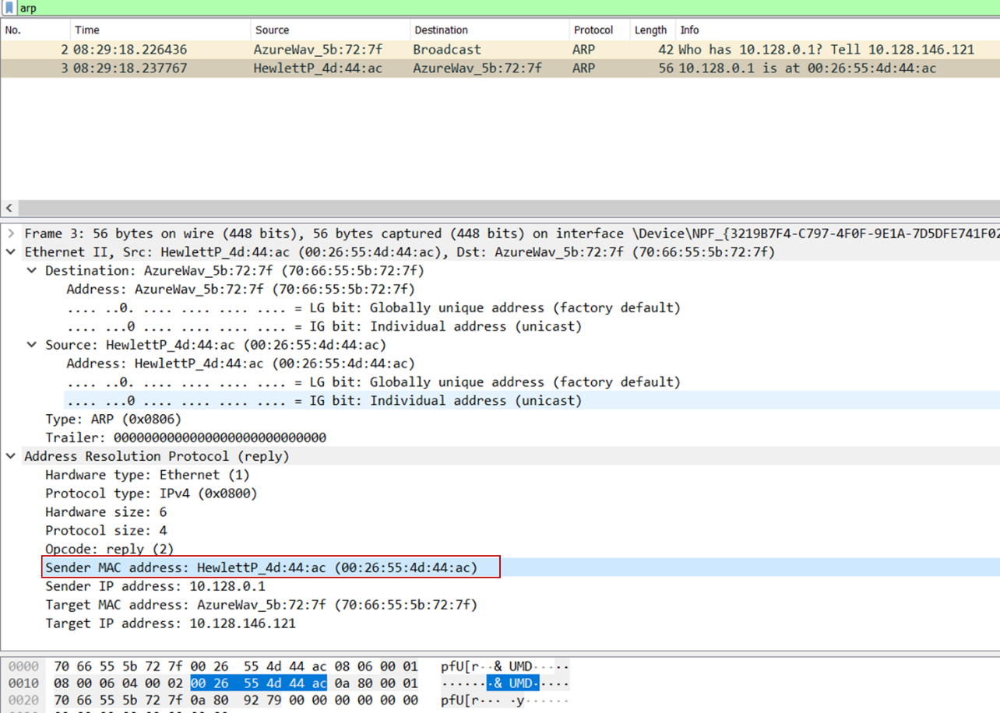 arp
No. Time Source Destination Protocol Length Info
2 08:29:18.226436 AzureWav_5b:72:7f Broadcast ARP 42 Who has 10.128.0.1? Tell 10.128.146.121
3 08:29:18.237767 HewlettP_4d:44:ac AzureWav_5b:72:7f ARP 56 10.128.0.1 is at 00:26:55:4d:44:ac
Frame 3: 56 bytes on wire (448 bits), 56 bytes captured (448 bits) on interface \Device\NPF_{3219B7F4-C797-4F0F-9E1A-7D5DFE741F02
Ethernet II, Src: HewlettP_4d:44:ac (00:26:55:4d:44:ac), Dst: AzureWav_5b:72:7f (70:66:55:5b:72:7f)
Destination: AzureWav_5b:72:7f (70:66:55:5b:72:7f)
Address: AzureWav_5b:72:7f (70:66:55:5b:72:7f)
.... ..0. .... .... .... .... = LG bit: Globally unique address (factory default)
.... ...0 .... .... .... .... = IG bit: Individual address (unicast)
Source: HewlettP_4d:44:ac (00:26:55:4d:44:ac)
Address: HewlettP_4d:44:ac (00:26:55:4d:44:ac)
.... ..0. .... .... .... .... = LG bit: Globally unique address (factory default)
.... ...0 .... .... .... .... = IG bit: Individual address (unicast)
Type: ARP (0x0806)
Trailer: 0000000000000000000000000000
Address Resolution Protocol (reply)
Hardware type: Ethernet (1)
Protocol type: IPv4 (0x0800)
Hardware size: 6
Protocol size: 4
Opcode: reply (2)
Sender MAC address: HewlettP_4d:44:ac (00:26:55:4d:44:ac)
Sender IP address: 10.128.0.1
Target MAC address: AzureWav_5b:72:7f (70:66:55:5b:72:7f)
Target IP address: 10.128.146.121
0000 70 66 55 5b 72 7f 00 26 55 4d 44 ac 08 06 00 01 pfU[r··& UMD·····
0010 08 00 06 04 00 02 00 26 55 4d 44 ac 0a 80 00 01 ·······& UMD·····
0020 70 66 55 5b 72 7f 0a 80 92 79 00 00 00 00 00 00 pfU[r··· ·y······